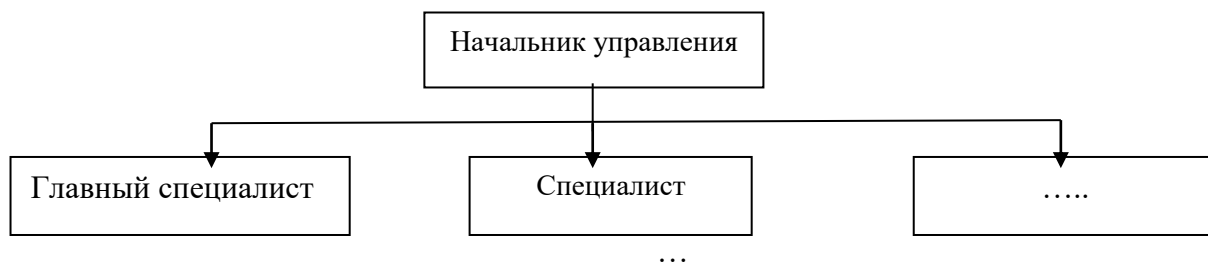 Начальник управления
Главный специалист
Специалист
…..
…